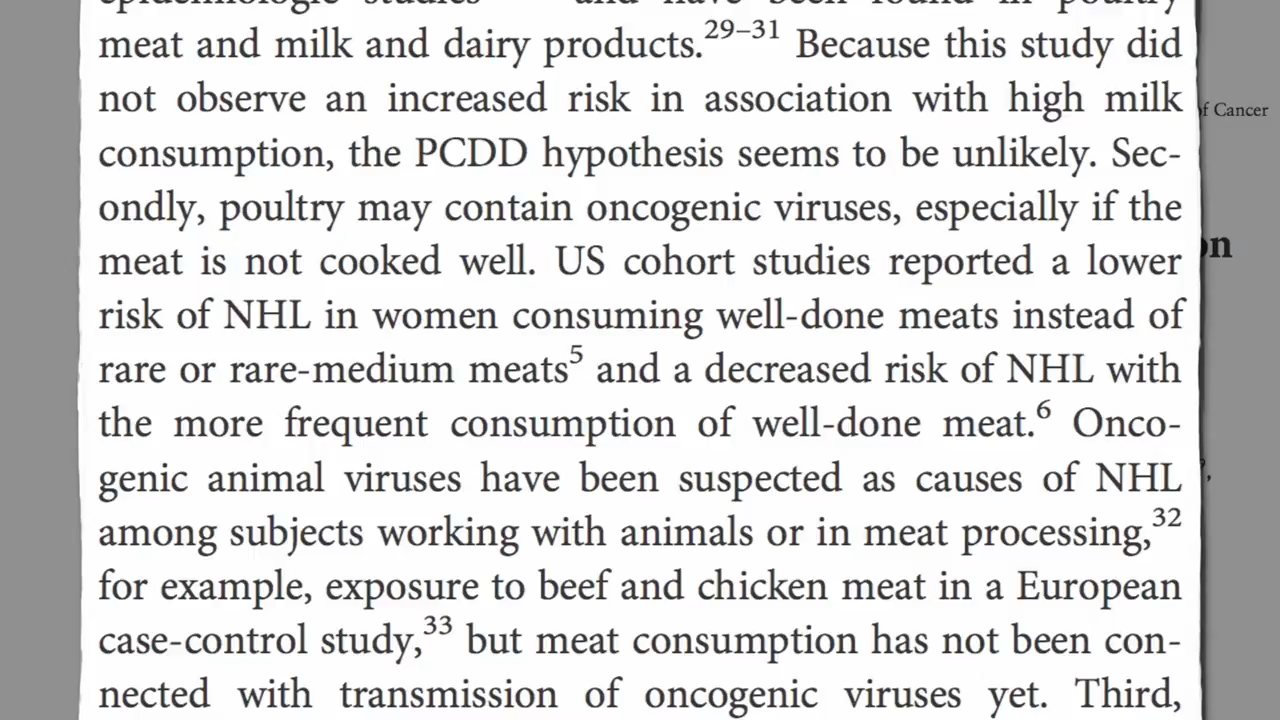 meat and milk and dairy products.29–31 Because this study did
not observe an increased risk in association with high milk
consumption, the PCDD hypothesis seems to be unlikely. Sec-
ondly, poultry may contain oncogenic viruses, especially if the
meat is not cooked well. US cohort studies reported a lower
risk of NHL in women consuming well-done meats instead of
rare or rare-medium meats5 and a decreased risk of NHL with
the more frequent consumption of well-done meat.6 Onco-
genic animal viruses have been suspected as causes of NHL
among subjects working with animals or in meat processing,32
for example, exposure to beef and chicken meat in a European
case-control study,33 but meat consumption has not been con-
nected with transmission of oncogenic viruses yet. Third,
Cancer